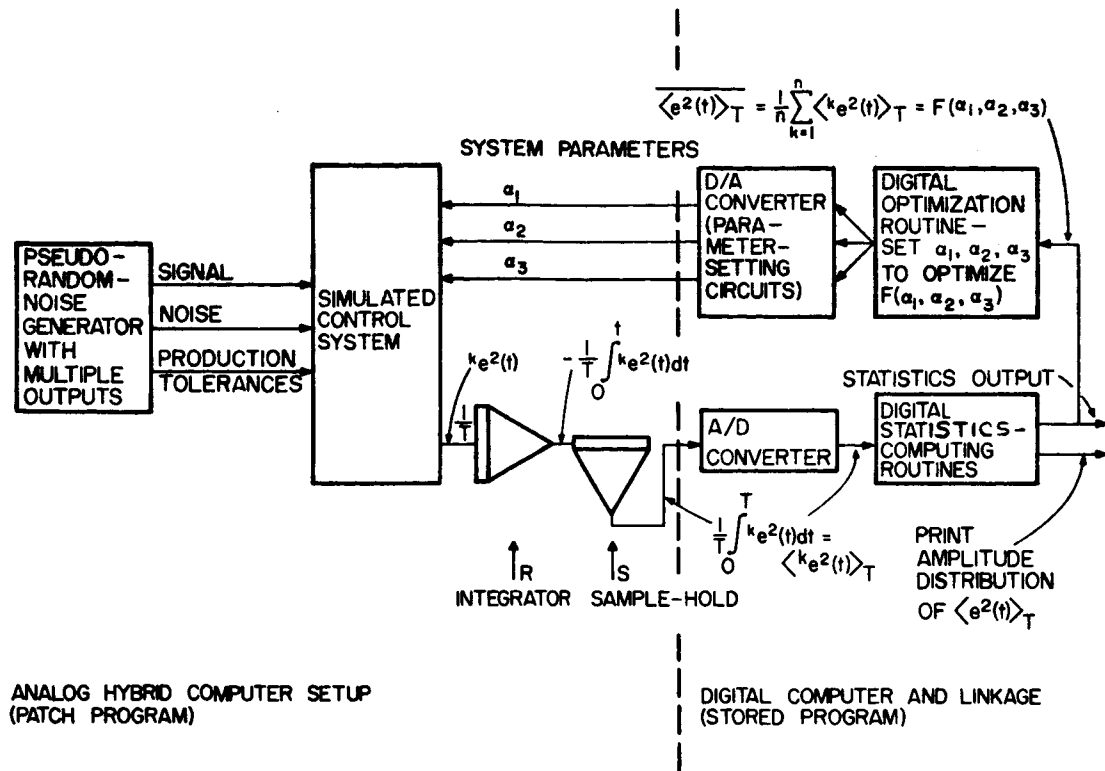 \overline{⟨e²(t)⟩_T} = 1/n ∑_{k=1}^{n} ⟨ᵏe²(t)⟩_T = F(α₁,α₂,α₃)
SYSTEM PARAMETERS
α₁
α₂
α₃
D/A
CONVERTER
(PARA-
METER-
SETTING
CIRCUITS)
DIGITAL
OPTIMIZATION
ROUTINE-
SET α₁, α₂, α₃
TO OPTIMIZE
F(α₁, α₂, α₃)
PSEUDO-
RANDOM-
NOISE
GENERATOR
WITH
MULTIPLE
OUTPUTS
SIGNAL
NOISE
PRODUCTION
TOLERANCES
SIMULATED
CONTROL
SYSTEM
ᵏe²(t)
1/T
-1/T ∫₀ᵗ ᵏe²(t)dt
A/D
CONVERTER
STATISTICS OUTPUT
DIGITAL
STATISTICS-
COMPUTING
ROUTINES
1/T ∫₀ᵀ ᵏe²(t)dt =
⟨ᵏe²(t)⟩_T
PRINT
AMPLITUDE
DISTRIBUTION
OF ⟨e²(t)⟩_T
R
INTEGRATOR
S
SAMPLE-HOLD
ANALOG HYBRID COMPUTER SETUP
(PATCH PROGRAM)
DIGITAL COMPUTER AND LINKAGE
(STORED PROGRAM)